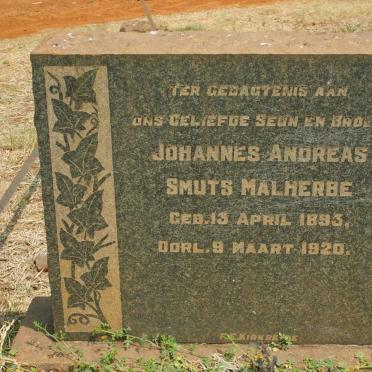 TER GEDAGTENIS AAN
ONS GELIEFDE SEUN EN BROE
JOHANNES ANDREAS
SMUTS MALHERBE
GEB. 13 APRIL 1893,
OORL. 9 MAART 1920.